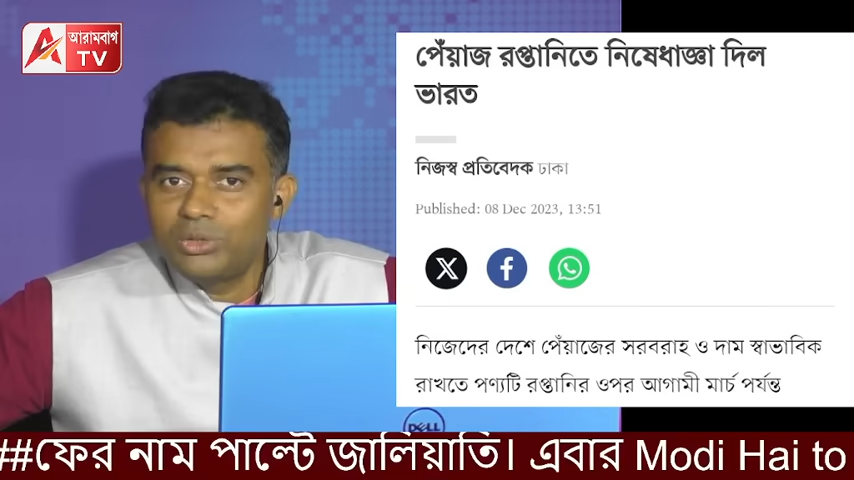 আরামবাগ
TV
পেঁয়াজ রপ্তানিতে নিষেধাজ্ঞা দিল
ভারত
নিজস্ব প্রতিবেদক ঢাকা
Published: 08 Dec 2023, 13:51
নিজেদের দেশে পেঁয়াজের সরবরাহ ও দাম স্বাভাবিক
রাখতে পণ্যটি রপ্তানির ওপর আগামী মার্চ পর্যন্ত
DELL
##ফের নাম পাল্টে জালিয়াতি। এবার Modi Hai to